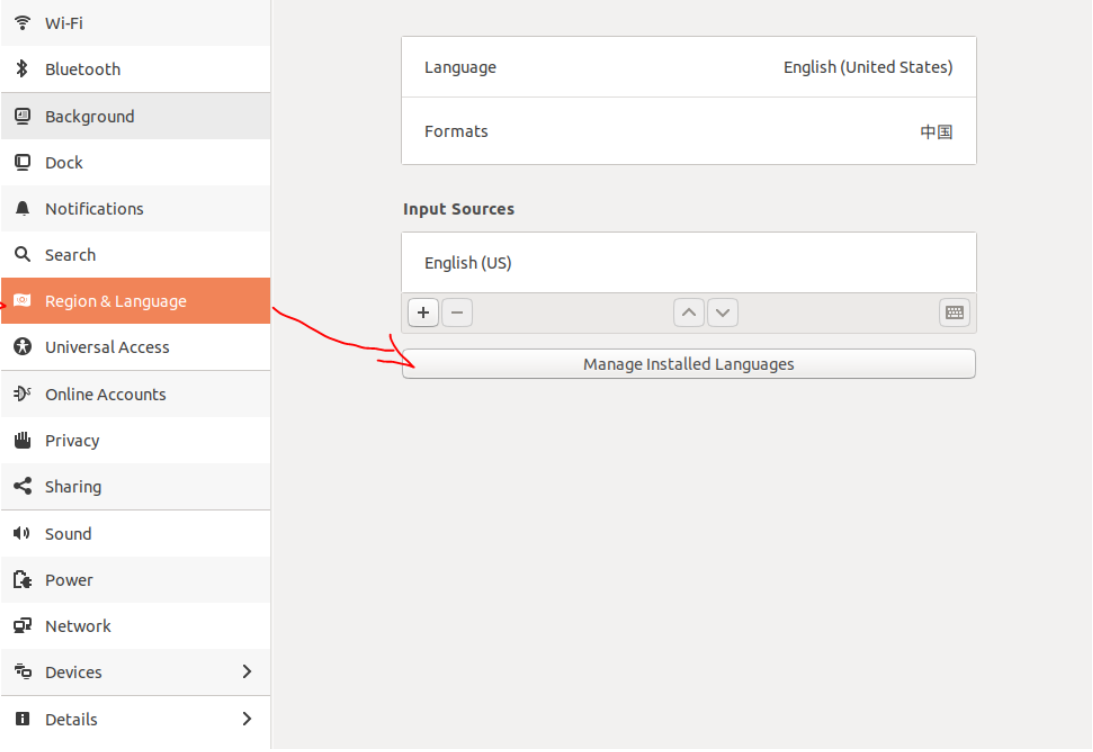 Wi-Fi
Bluetooth
Background
Dock
Notifications
Search
Region & Language
Universal Access
Online Accounts
Privacy
Sharing
Sound
Power
Network
Devices
Details
Language English (United States)
Formats 中国
Input Sources
English (US)
Manage Installed Languages